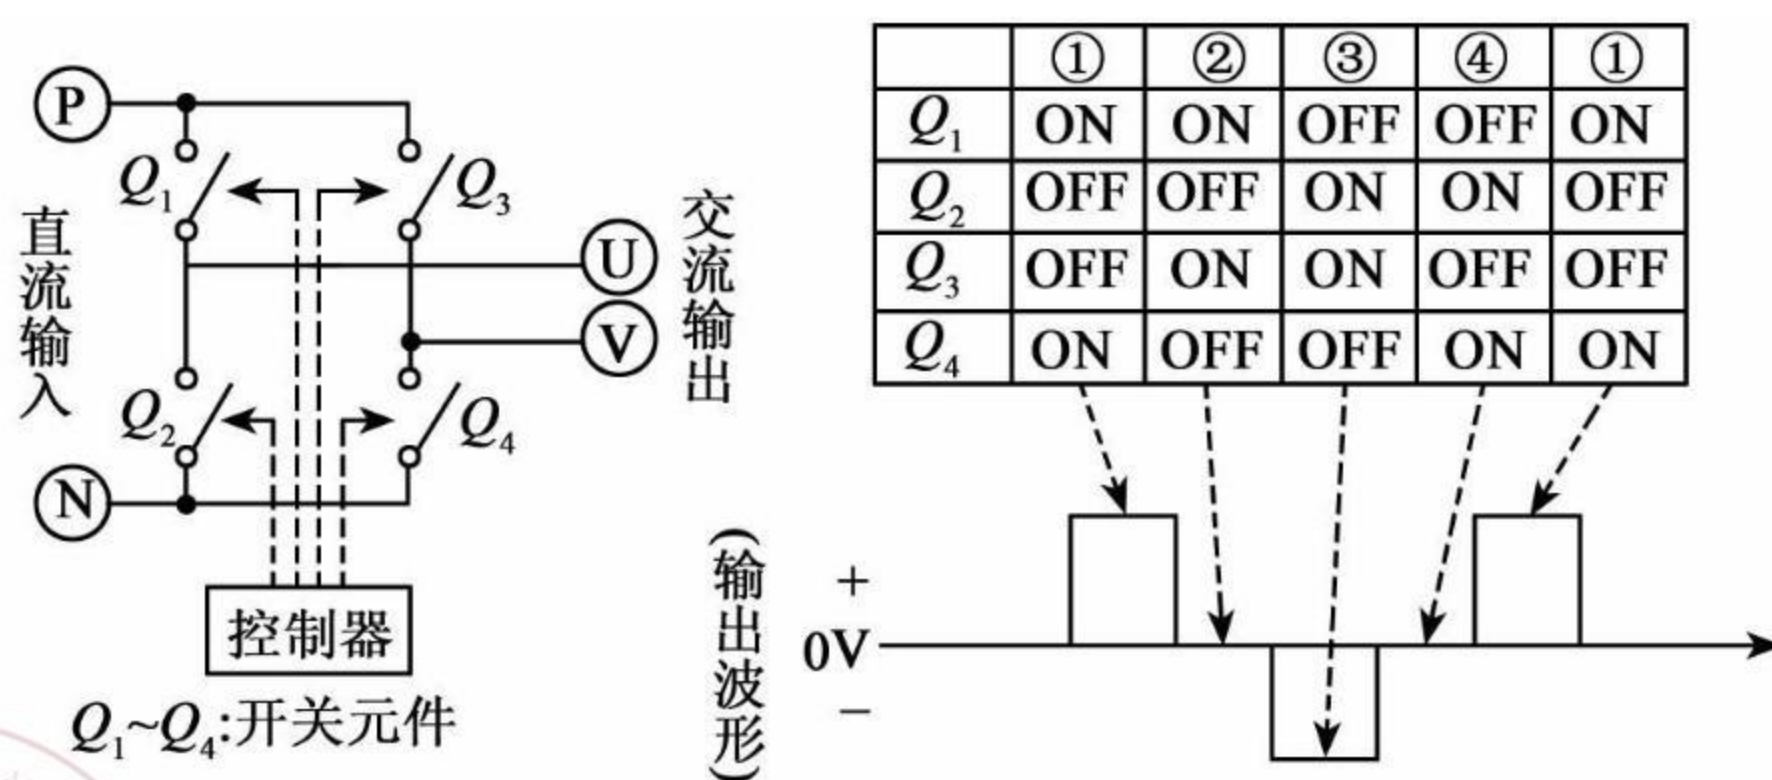 P
Q₁
Q₃
直流输入
交流输出
U
V
Q₂
Q₄
N
控制器
Q₁~Q₄:开关元件
① ② ③ ④ ①
Q₁ ON ON OFF OFF ON
Q₂ OFF OFF ON ON OFF
Q₃ OFF ON ON OFF OFF
Q₄ ON OFF OFF ON ON
(输出波形)
+
0V
−